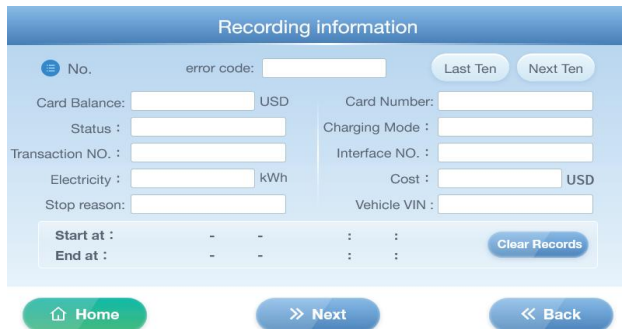 Recording information
No. error code: Last Ten Next Ten
Card Balance: USD Card Number:
Status : Charging Mode :
Transaction NO. : Interface NO. :
Electricity : kWh Cost : USD
Stop reason: Vehicle VIN :
Start at : - - : :
End at : - - : :
Clear Records
Home Next Back